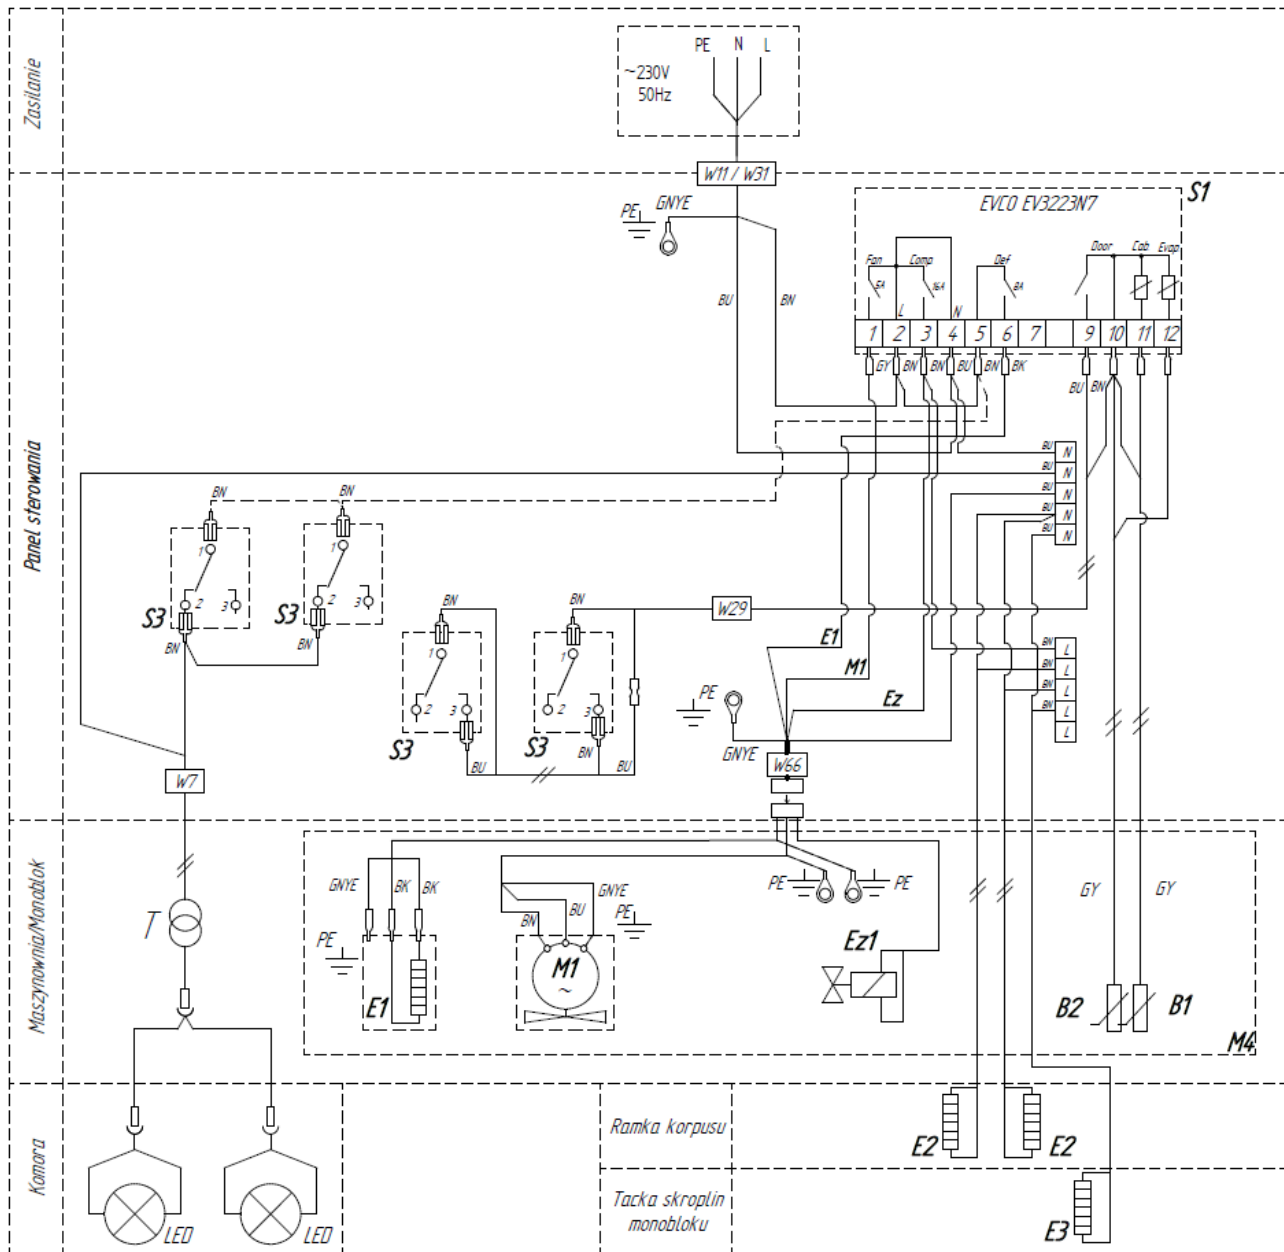 Zasilanie
PE N L
~230V
50Hz
W11 / W31
PE
GNYE
EVCO EV3223N7
S1
Fan
Comp
Def
Door
Cab
Evap
5A
16A
8A
L
N
1 2 3 4 5 6 7 9 10 11 12
GY
BN
BN
BU
BN
BK
BU
BN
BU
BN
Panel sterowania
BU N
BU N
BU N
BU N
BU N
BN
BN
1
2
3
S3
BN
1
2
3
S3
BN
BN
BN
1
2
3
S3
BU
1
2
3
S3
BN
BU
W29
E1
M1
Ez
PE
GNYE
W66
BN L
BN L
BN L
BN L
L
W7
Maszynownia/Monoblok
T
GNYE
BK
BK
PE
E1
BN
BU
GNYE
PE
M1
~
PE
PE
Ez1
GY
GY
B2
B1
M4
Komora
LED
LED
Ramka korpusu
E2
E2
Tacka skroplin
monobloku
E3